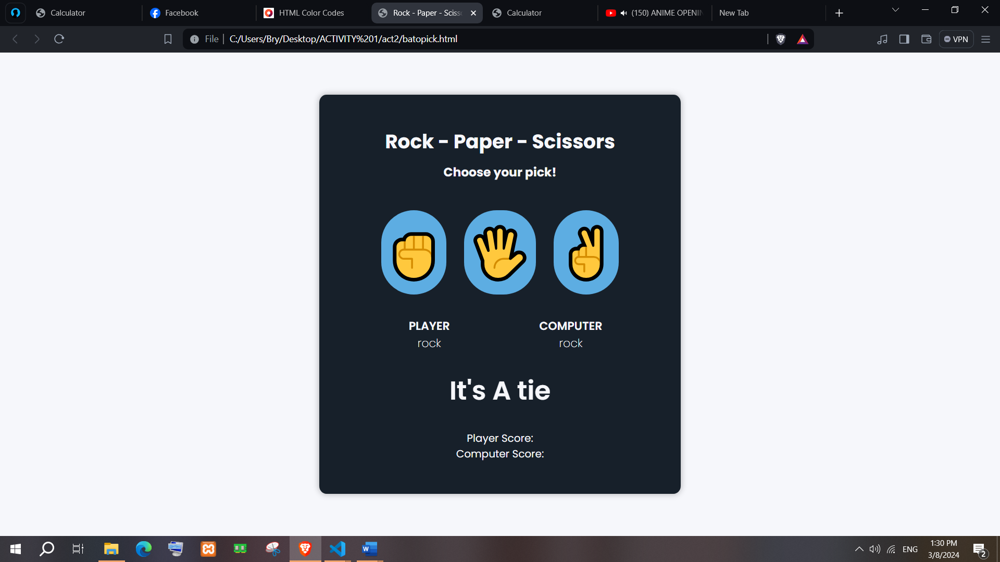 Calculator
Facebook
HTML Color Codes
Rock - Paper - Sciss
Calculator
(150) ANIME OPENIN
New Tab
File
C:/Users/Bry/Desktop/ACTIVITY%201/act2/batopick.html
VPN
Rock - Paper - Scissors
Choose your pick!
PLAYER
COMPUTER
rock
rock
It's A tie
Player Score:
Computer Score:
W
ENG
1:30 PM
3/8/2024
2